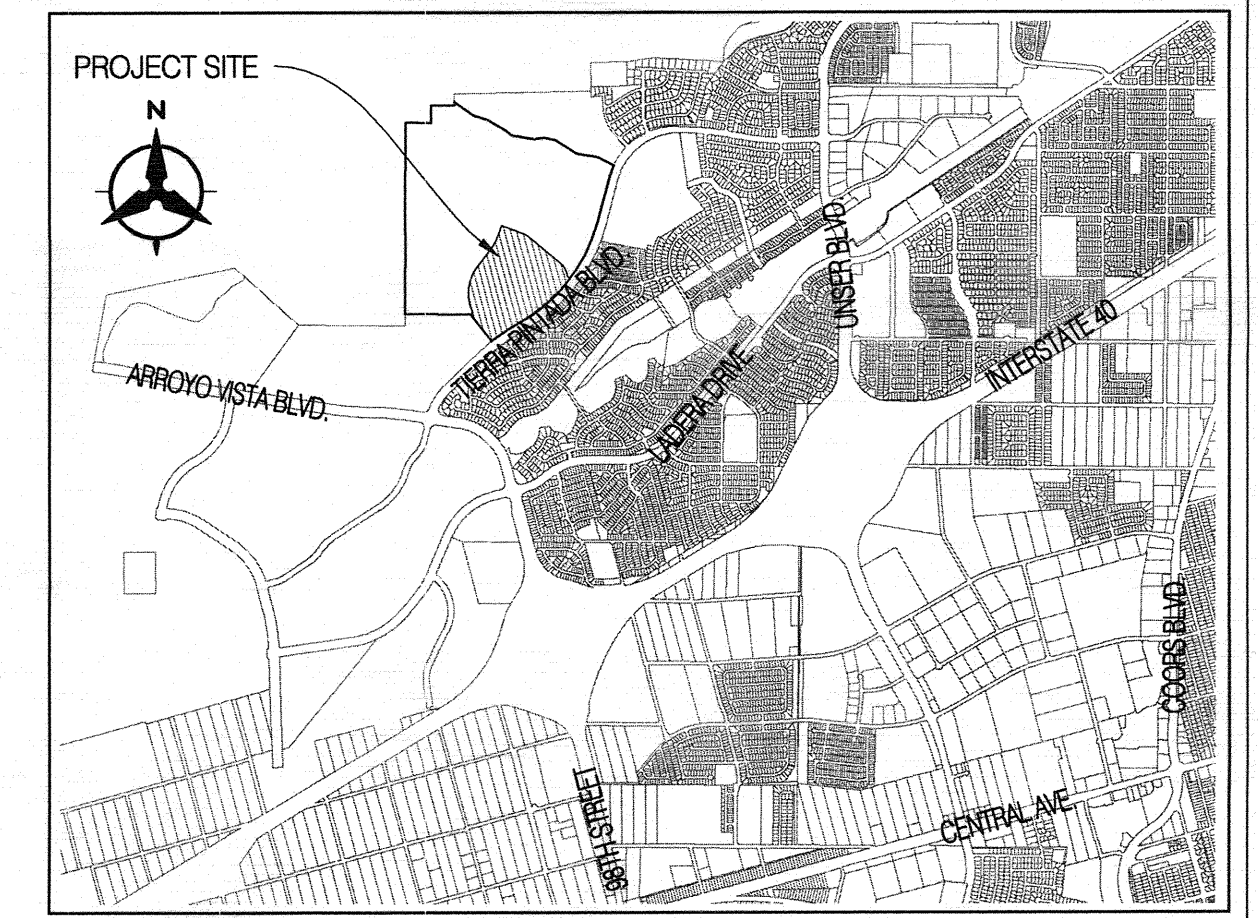 PROJECT SITE
N
TIERRA PINTADA BLVD.
UNSER BLVD.
INTERSTATE 40
ARROYO VISTA BLVD.
LADERA DRIVE
COORS BLVD.
98TH STREET
CENTRAL AVE